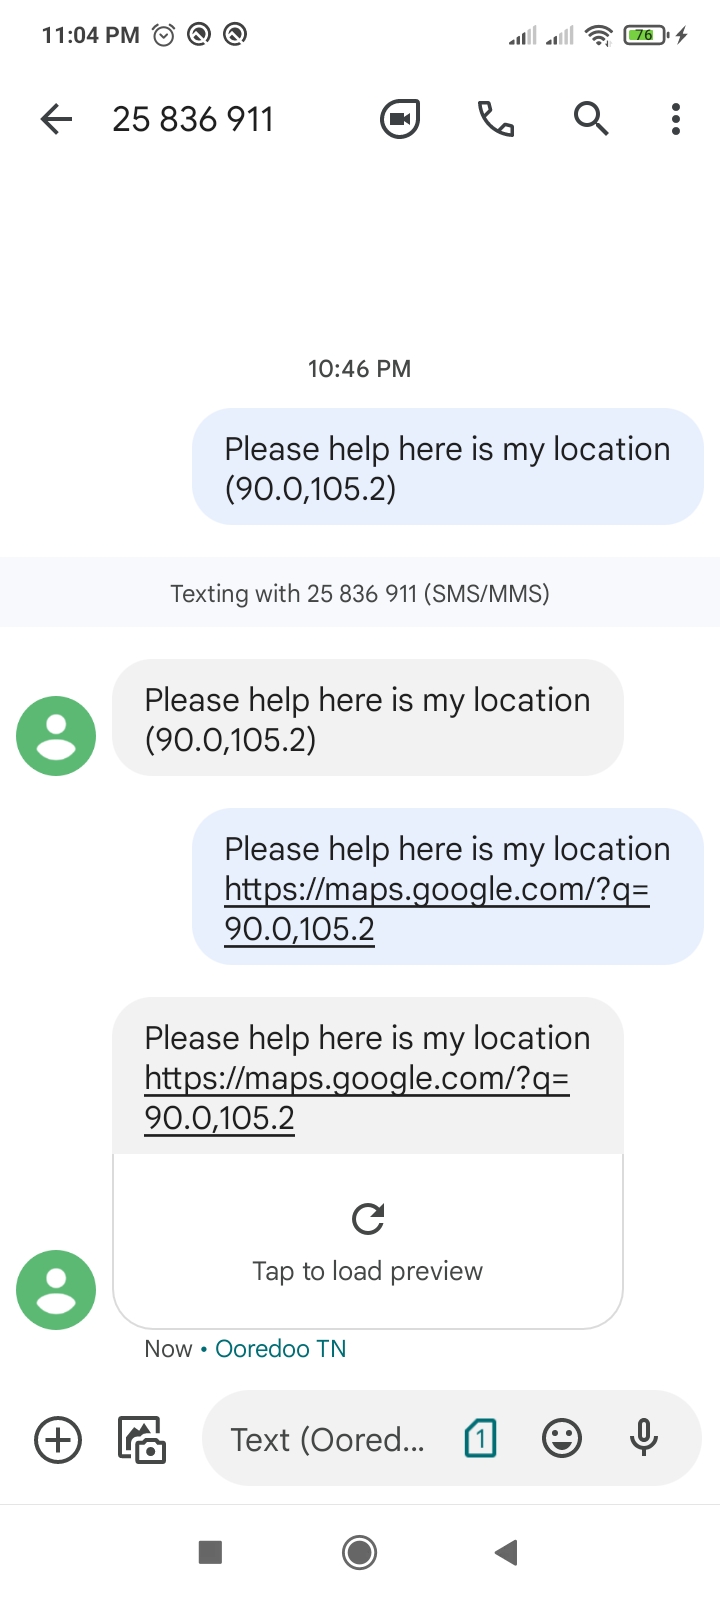 11:04 PM
76
25 836 911
10:46 PM
Please help here is my location
(90.0,105.2)
Texting with 25 836 911 (SMS/MMS)
Please help here is my location
(90.0,105.2)
Please help here is my location
https://maps.google.com/?q=
90.0,105.2
Please help here is my location
https://maps.google.com/?q=
90.0,105.2
Tap to load preview
Now • Ooredoo TN
Text (Oored...
1